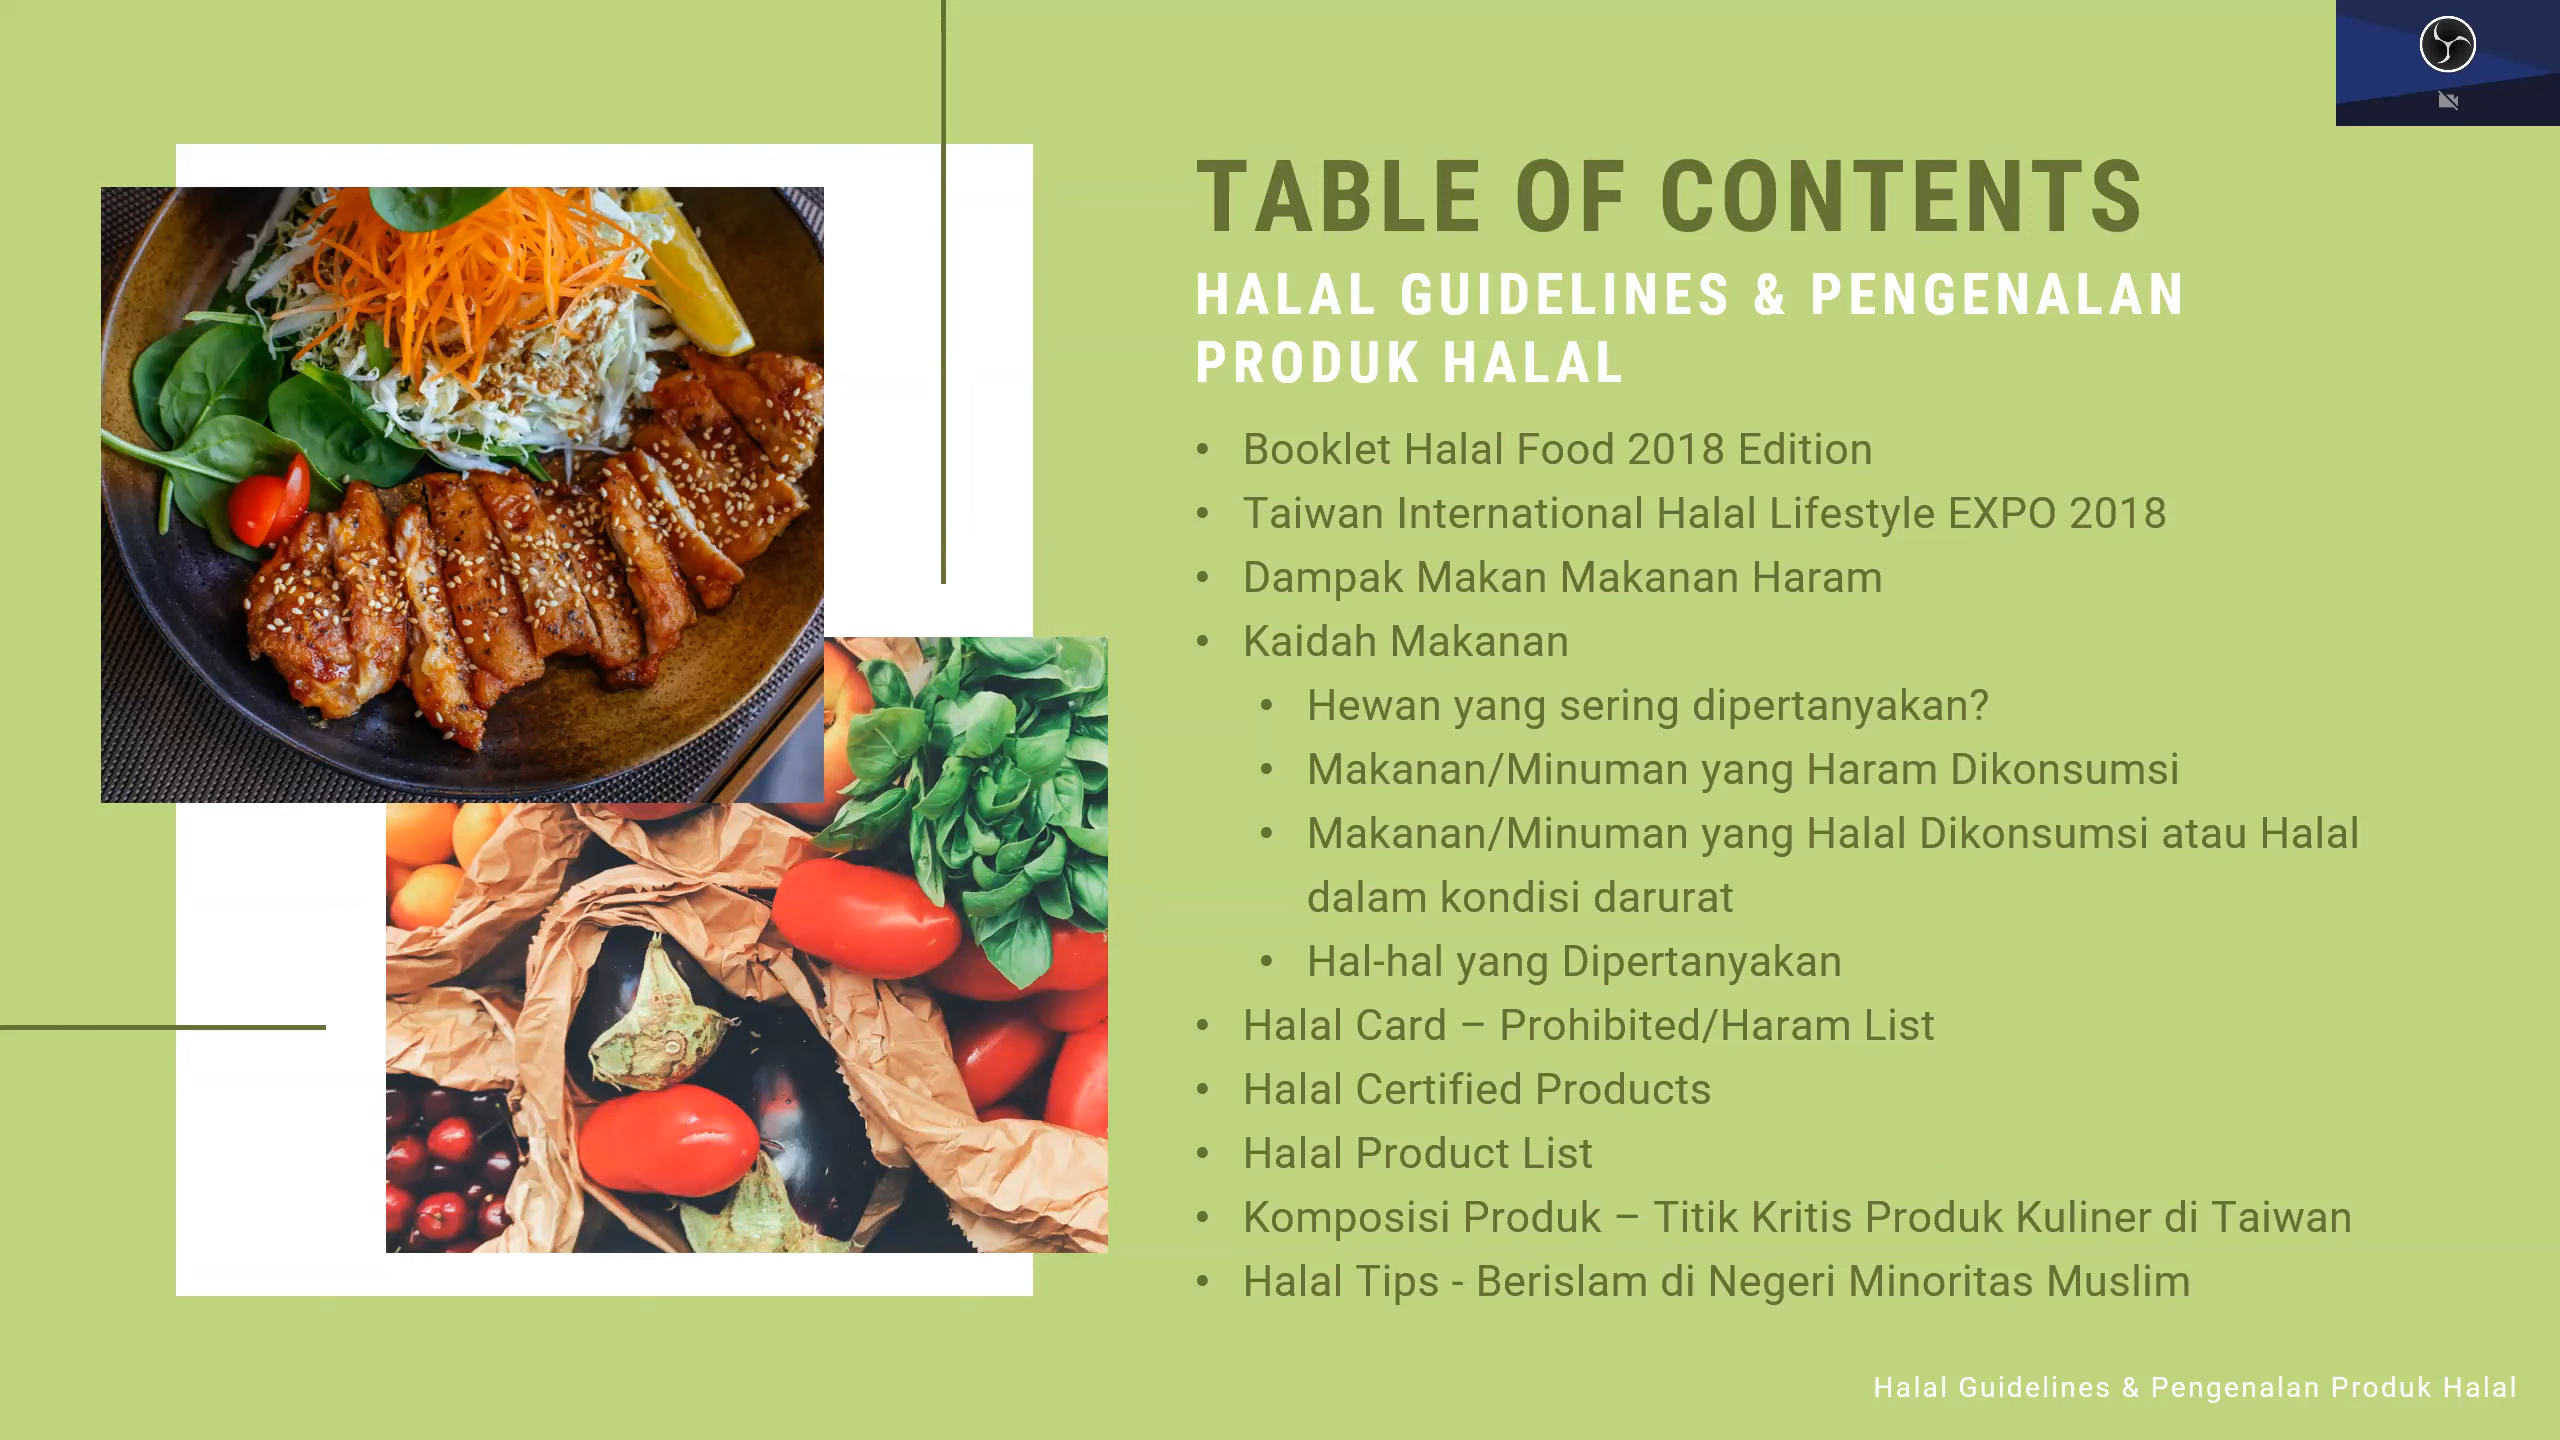 TABLE OF CONTENTS
HALAL GUIDELINES & PENGENALAN
PRODUK HALAL
• Booklet Halal Food 2018 Edition
• Taiwan International Halal Lifestyle EXPO 2018
• Dampak Makan Makanan Haram
• Kaidah Makanan
• Hewan yang sering dipertanyakan?
• Makanan/Minuman yang Haram Dikonsumsi
• Makanan/Minuman yang Halal Dikonsumsi atau Halal
dalam kondisi darurat
• Hal-hal yang Dipertanyakan
• Halal Card – Prohibited/Haram List
• Halal Certified Products
• Halal Product List
• Komposisi Produk – Titik Kritis Produk Kuliner di Taiwan
• Halal Tips - Berislam di Negeri Minoritas Muslim
Halal Guidelines & Pengenalan Produk Halal